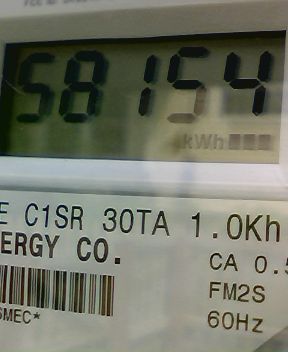 58154
kWh
E C1SR 30TA 1.0Kh
ERGY CO.
CA 0.5
FM2S
SMEC*
60Hz